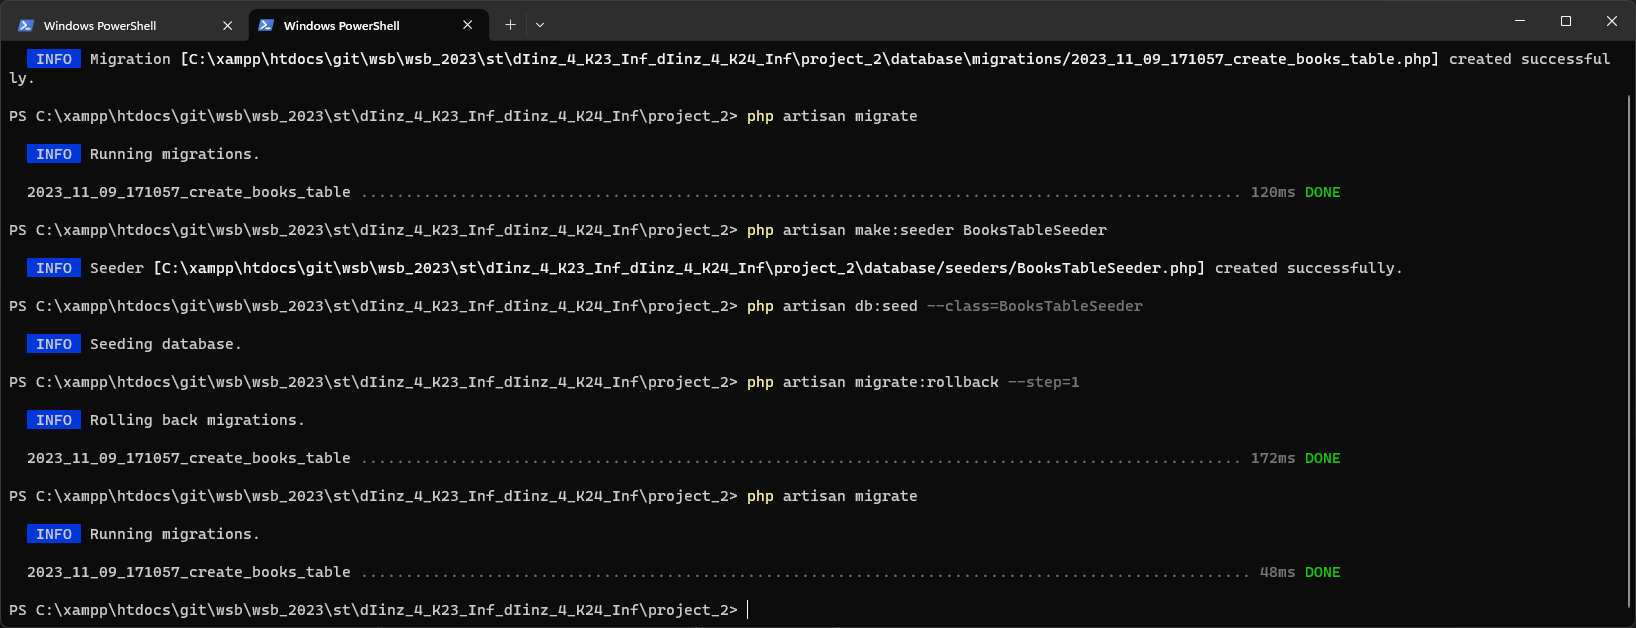 Windows PowerShell
Windows PowerShell
INFO Migration [C:\xampp\htdocs\git\wsb\wsb_2023\st\dIinz_4_K23_Inf_dIinz_4_K24_Inf\project_2\database\migrations/2023_11_09_171057_create_books_table.php] created successful
ly.
PS C:\xampp\htdocs\git\wsb\wsb_2023\st\dIinz_4_K23_Inf_dIinz_4_K24_Inf\project_2> php artisan migrate
INFO Running migrations.
2023_11_09_171057_create_books_table .................................................................................................. 120ms DONE
PS C:\xampp\htdocs\git\wsb\wsb_2023\st\dIinz_4_K23_Inf_dIinz_4_K24_Inf\project_2> php artisan make:seeder BooksTableSeeder
INFO Seeder [C:\xampp\htdocs\git\wsb\wsb_2023\st\dIinz_4_K23_Inf_dIinz_4_K24_Inf\project_2\database/seeders/BooksTableSeeder.php] created successfully.
PS C:\xampp\htdocs\git\wsb\wsb_2023\st\dIinz_4_K23_Inf_dIinz_4_K24_Inf\project_2> php artisan db:seed --class=BooksTableSeeder
INFO Seeding database.
PS C:\xampp\htdocs\git\wsb\wsb_2023\st\dIinz_4_K23_Inf_dIinz_4_K24_Inf\project_2> php artisan migrate:rollback --step=1
INFO Rolling back migrations.
2023_11_09_171057_create_books_table .................................................................................................. 172ms DONE
PS C:\xampp\htdocs\git\wsb\wsb_2023\st\dIinz_4_K23_Inf_dIinz_4_K24_Inf\project_2> php artisan migrate
INFO Running migrations.
2023_11_09_171057_create_books_table ................................................................................................... 48ms DONE
PS C:\xampp\htdocs\git\wsb\wsb_2023\st\dIinz_4_K23_Inf_dIinz_4_K24_Inf\project_2>